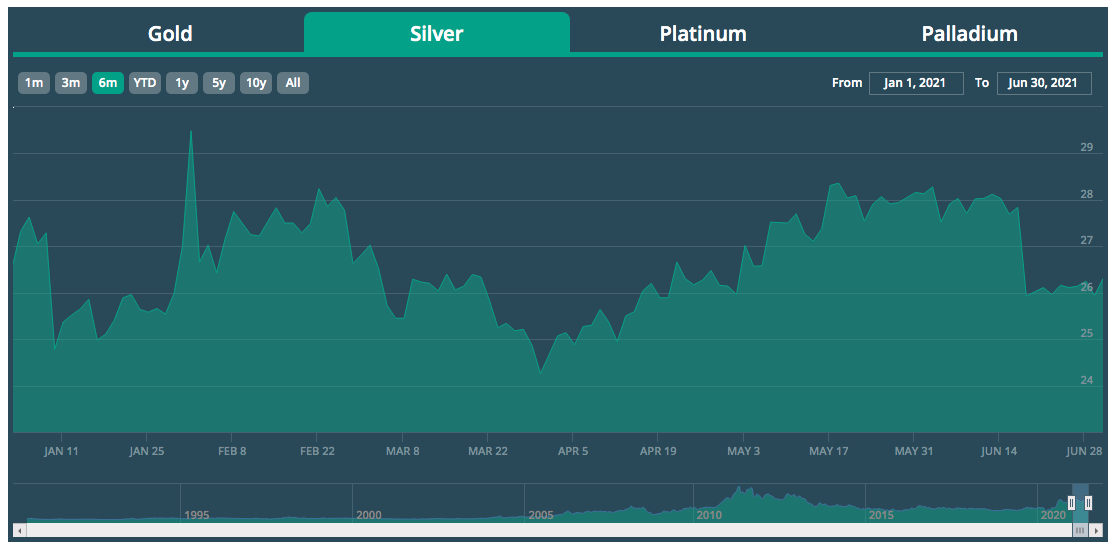 Gold Silver Platinum Palladium
1m 3m 6m YTD 1y 5y 10y All From Jan 1, 2021 To Jun 30, 2021
29
28
27
26
25
24
JAN 11 JAN 25 FEB 8 FEB 22 MAR 8 MAR 22 APR 5 APR 19 MAY 3 MAY 17 MAY 31 JUN 14 JUN 28
1995 2000 2005 2010 2015 2020